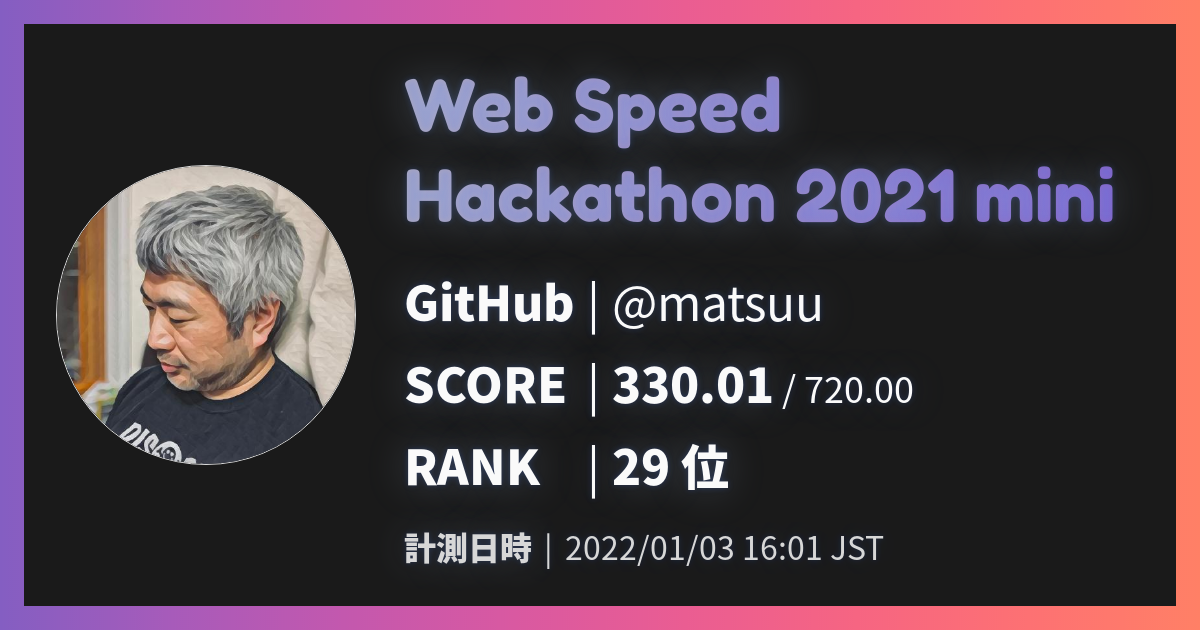 Web Speed
Hackathon 2021 mini
GitHub | @matsuu
SCORE | 330.01 / 720.00
RANK | 29 位
計測日時 | 2022/01/03 16:01 JST